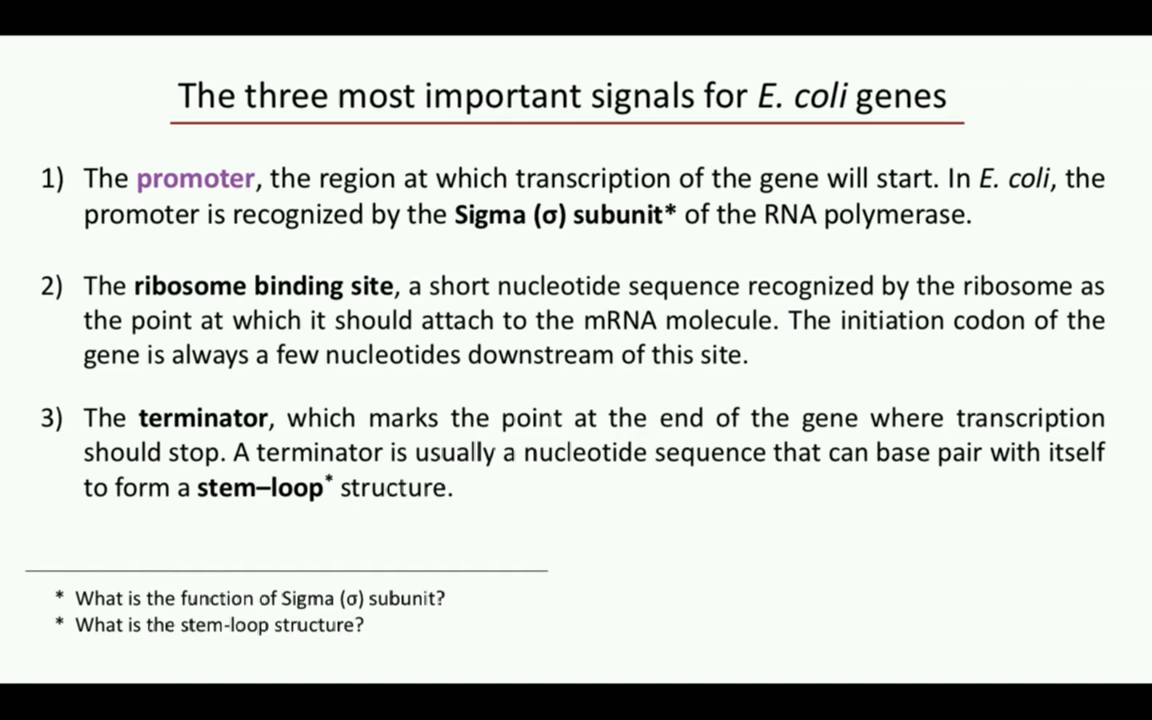 The three most important signals for E. coli genes
1) The promoter, the region at which transcription of the gene will start. In E. coli, the
promoter is recognized by the Sigma (σ) subunit* of the RNA polymerase.
2) The ribosome binding site, a short nucleotide sequence recognized by the ribosome as
the point at which it should attach to the mRNA molecule. The initiation codon of the
gene is always a few nucleotides downstream of this site.
3) The terminator, which marks the point at the end of the gene where transcription
should stop. A terminator is usually a nucleotide sequence that can base pair with itself
to form a stem–loop* structure.
* What is the function of Sigma (σ) subunit?
* What is the stem-loop structure?